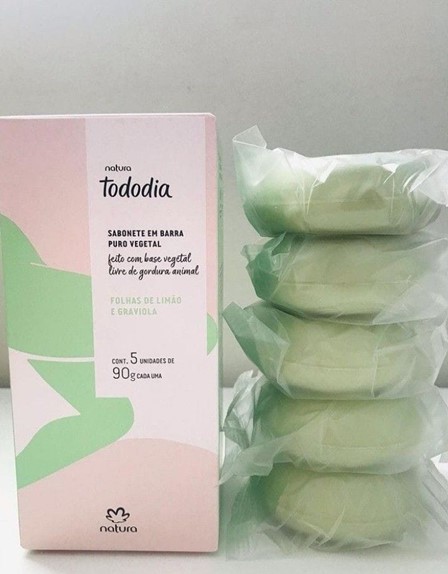 natura
tododia
SABONETE EM BARRA
PURO VEGETAL
feito com base vegetal
livre de gordura animal
FOLHAS DE LIMÃO
E GRAVIOLA
CONT. 5 UNIDADES DE
90g CADA UMA
natura